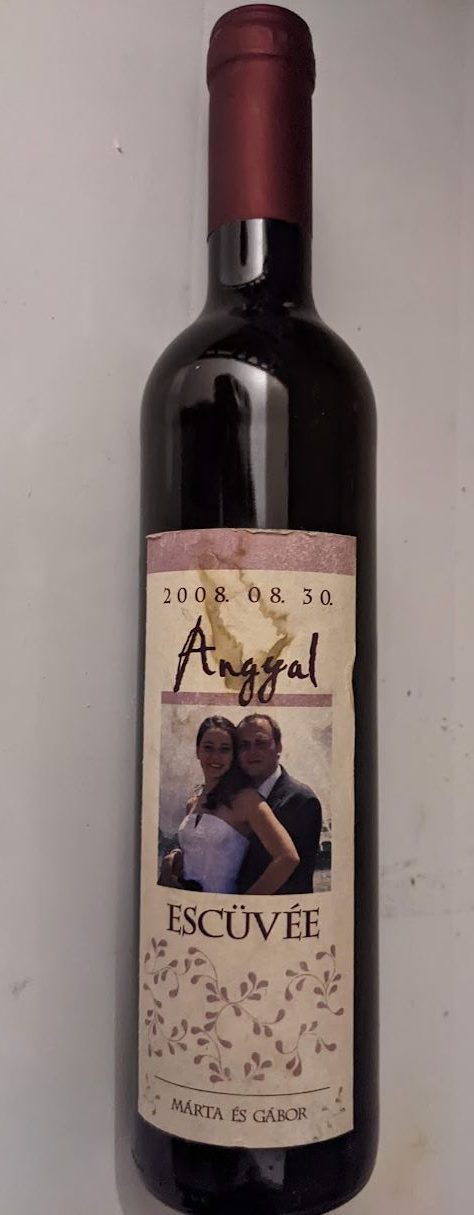 2008. 08. 30.
Angyal
ESCÜVÉE
MÁRTA ÉS GÁBOR